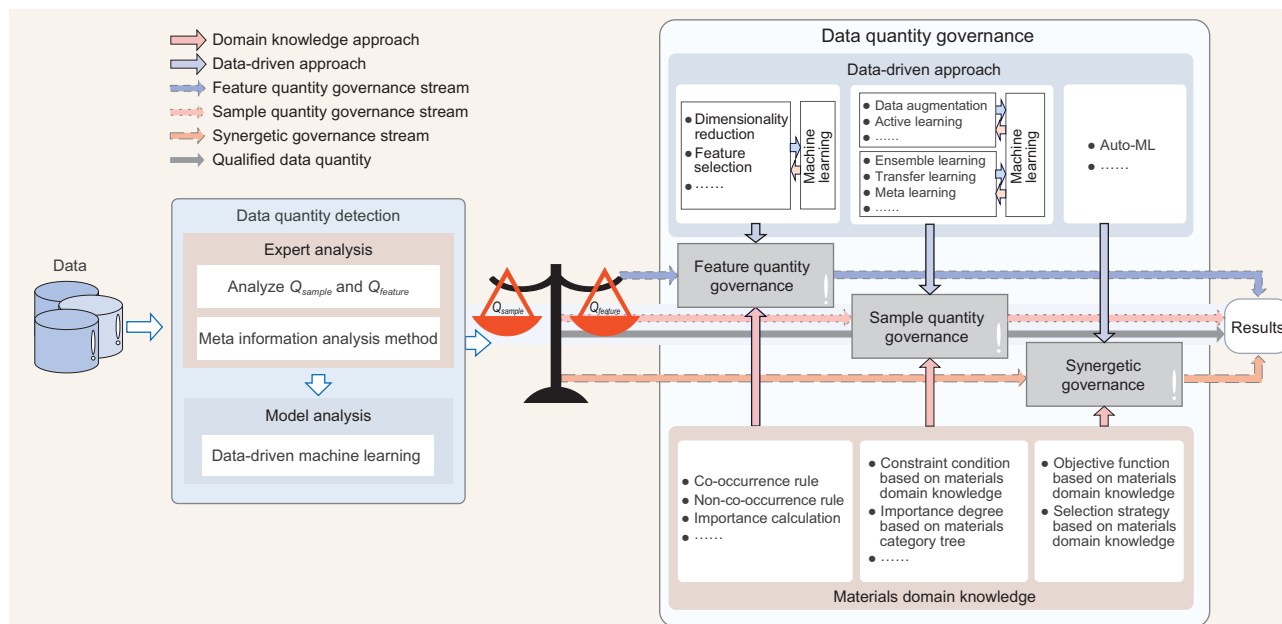 Domain knowledge approach
Data-driven approach
Feature quantity governance stream
Sample quantity governance stream
Synergetic governance stream
Qualified data quantity
Data
Data quantity detection
Expert analysis
Analyze Qsample and Qfeature
Meta information analysis method
Model analysis
Data-driven machine learning
Qsample
Qfeature
Data quantity governance
Data-driven approach
● Dimensionality
reduction
● Feature
selection
● ……
Machine
learning
● Data augmentation
● Active learning
● ……
● Ensemble learning
● Transfer learning
● Meta learning
● ……
Machine
learning
● Auto-ML
● ……
Feature quantity
governance
!
Sample quantity
governance
!
Synergetic
governance
!
Results
● Co-occurrence rule
● Non-co-occurrence rule
● Importance calculation
● ……
● Constraint condition
based on materials
domain knowledge
● Importance degree
based on materials
category tree
● ……
● Objective function
based on materials
domain knowledge
● Selection strategy
based on materials
domain knowledge
Materials domain knowledge